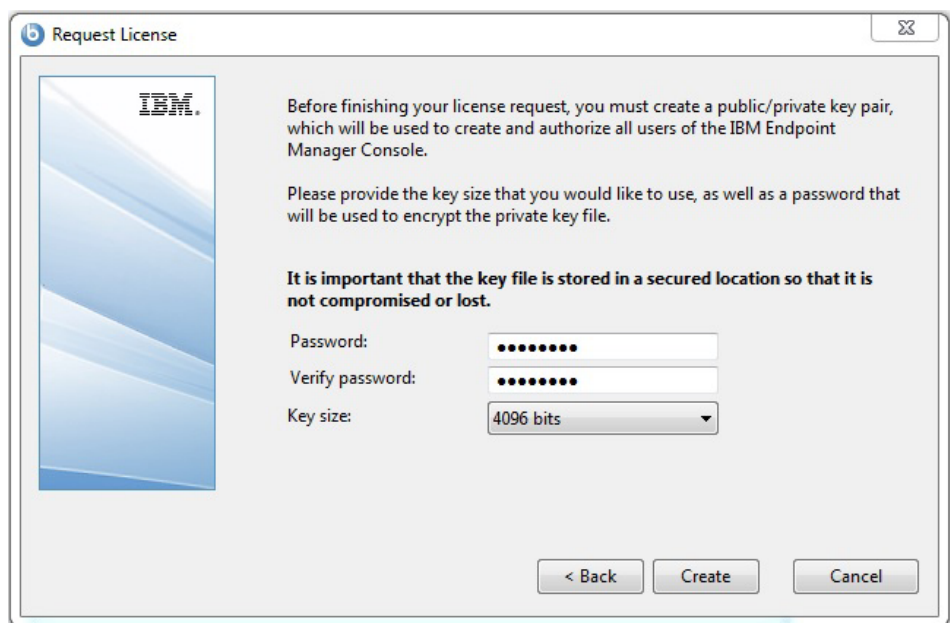 Request License
IBM.
Before finishing your license request, you must create a public/private key pair,
which will be used to create and authorize all users of the IBM Endpoint
Manager Console.
Please provide the key size that you would like to use, as well as a password that
will be used to encrypt the private key file.
It is important that the key file is stored in a secured location so that it is
not compromised or lost.
Password: ●●●●●●●●
Verify password: ●●●●●●●●
Key size: 4096 bits
< Back Create Cancel